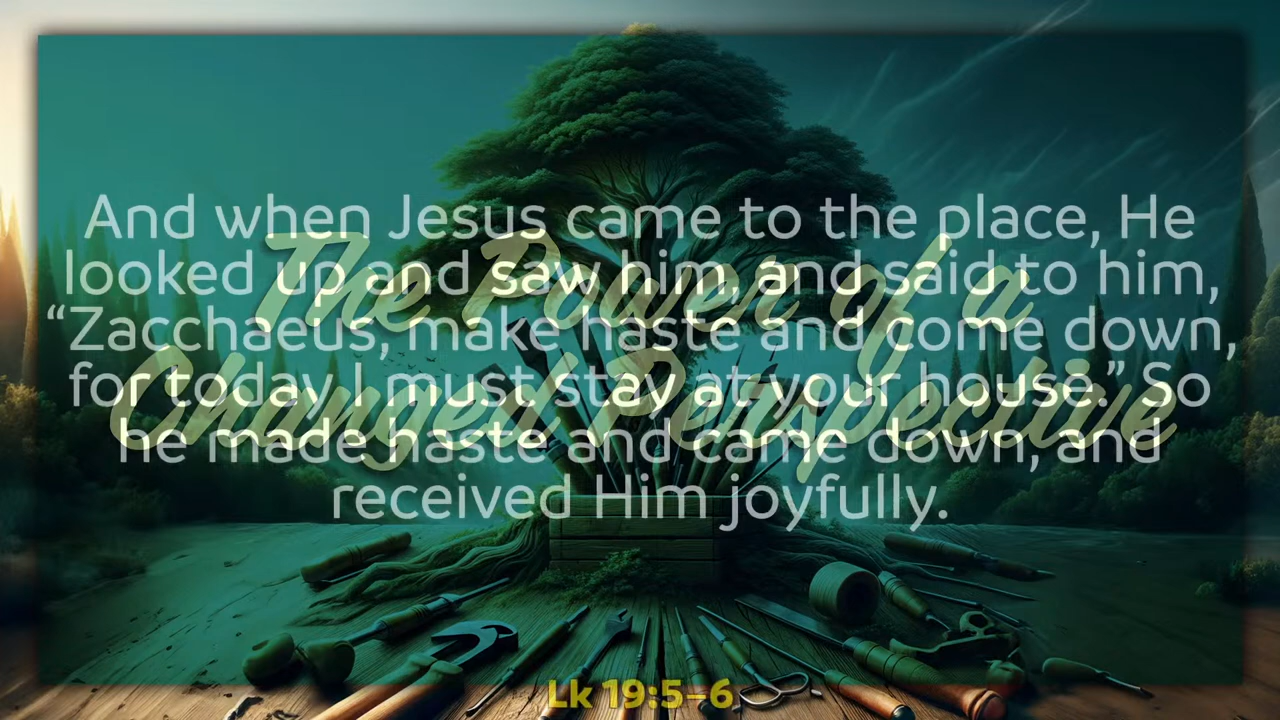 And when Jesus came to the place, He
looked up and saw him, and said to him,
“Zacchaeus, make haste and come down,
for today I must stay at your house.” So
he made haste and came down, and
received Him joyfully.
The Power of a
Changed Perspective
Lk 19:5–6